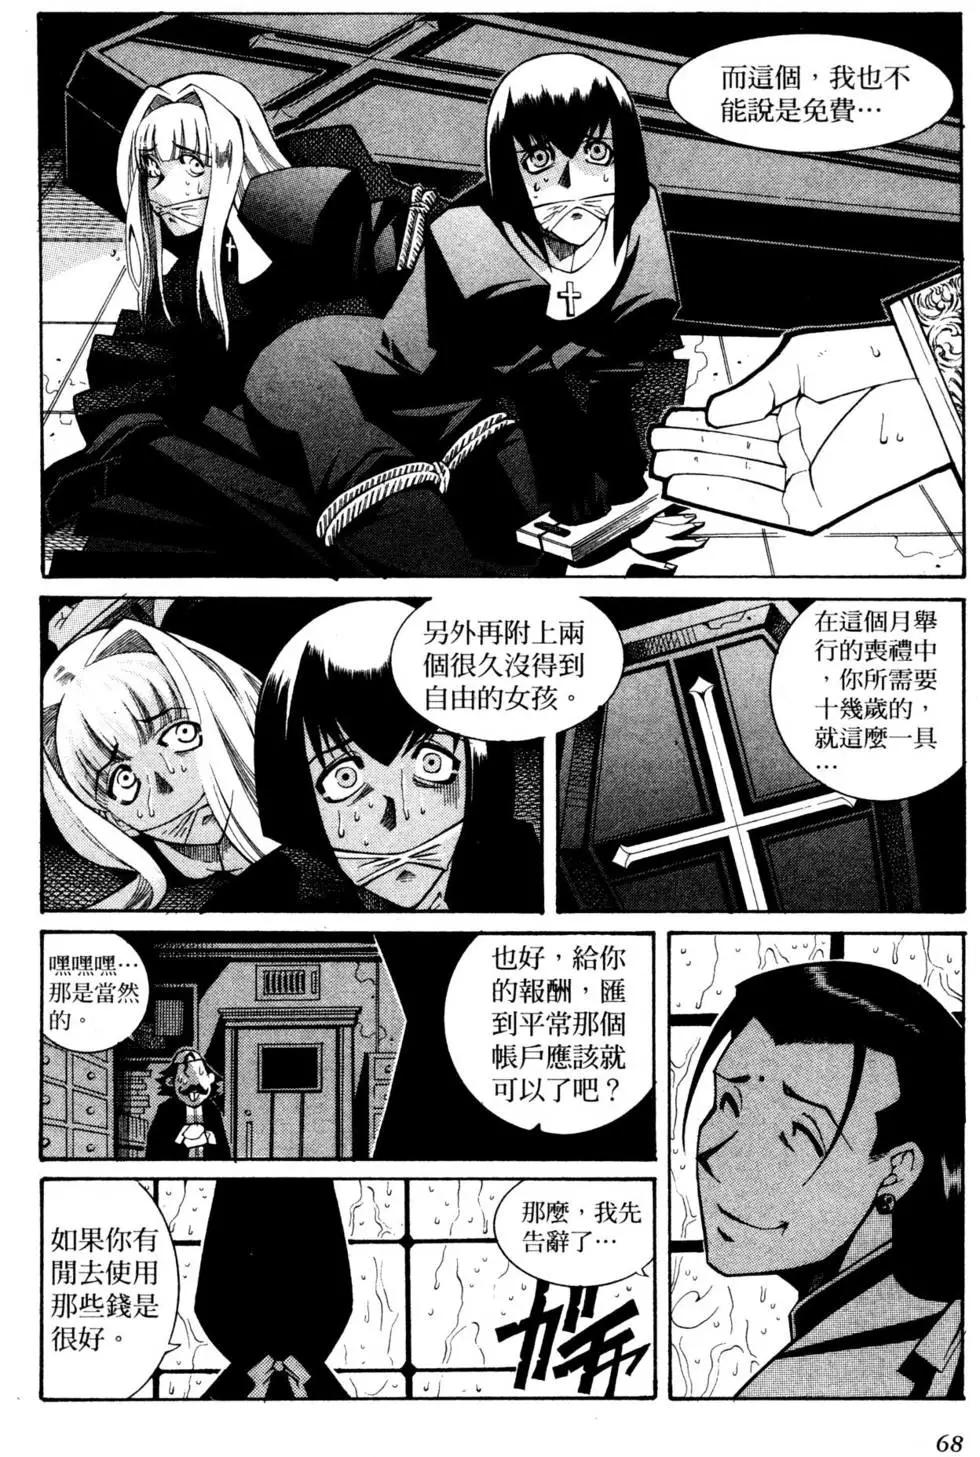 而這個，我也不
能說是免費…
在這個月舉
行的喪禮中
，你所需要
十幾歲的，
就這麼一具
…
另外再附上兩
個很久沒得到
自由的女孩。
也好，給你
的報酬，匯
到平常那個
帳戶應該就
可以了吧？
嘿嘿嘿…
那是當然
的。
那麼，我先
告辭了…
ガチャ
如果你有
閒去使用
那些錢是
很好。
68